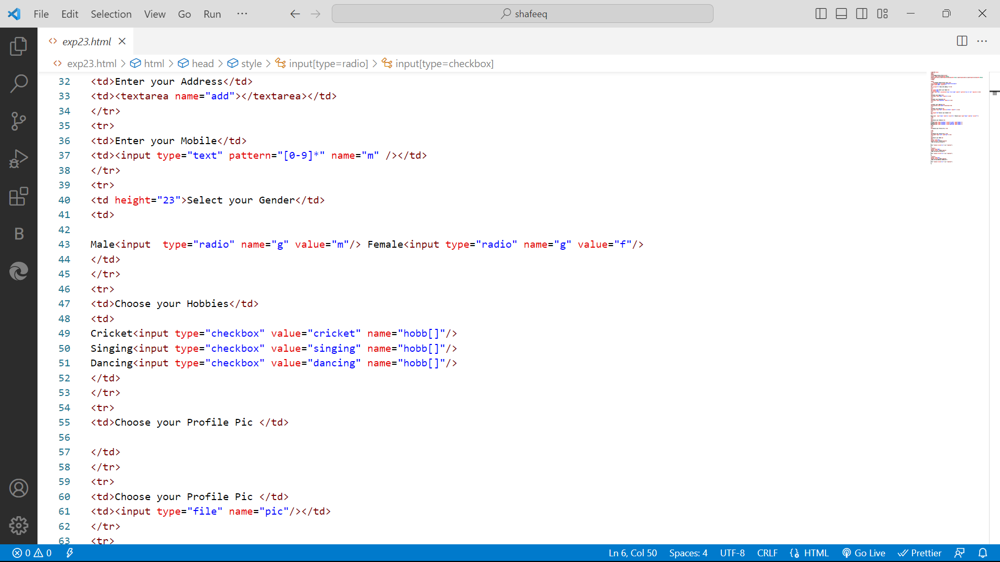 File Edit Selection View Go Run ··· shafeeq
exp23.html
exp23.html > html > head > style > input[type=radio] > input[type=checkbox]
32 <td>Enter your Address</td>
33 <td><textarea name="add"></textarea></td>
34 </tr>
35 <tr>
36 <td>Enter your Mobile</td>
37 <td><input type="text" pattern="[0-9]*" name="m" /></td>
38 </tr>
39 <tr>
40 <td height="23">Select your Gender</td>
41 <td>
42
43 Male<input  type="radio" name="g" value="m"/> Female<input type="radio" name="g" value="f"/>
44 </td>
45 </tr>
46 <tr>
47 <td>Choose your Hobbies</td>
48 <td>
49 Cricket<input type="checkbox" value="cricket" name="hobb[]"/>
50 Singing<input type="checkbox" value="singing" name="hobb[]"/>
51 Dancing<input type="checkbox" value="dancing" name="hobb[]"/>
52 </td>
53 </tr>
54 <tr>
55 <td>Choose your Profile Pic </td>
56
57 </td>
58 </tr>
59 <tr>
60 <td>Choose your Profile Pic </td>
61 <td><input type="file" name="pic"/></td>
62 </tr>
63 <tr>
B
0 0 Ln 6, Col 50 Spaces: 4 UTF-8 CRLF HTML Go Live Prettier